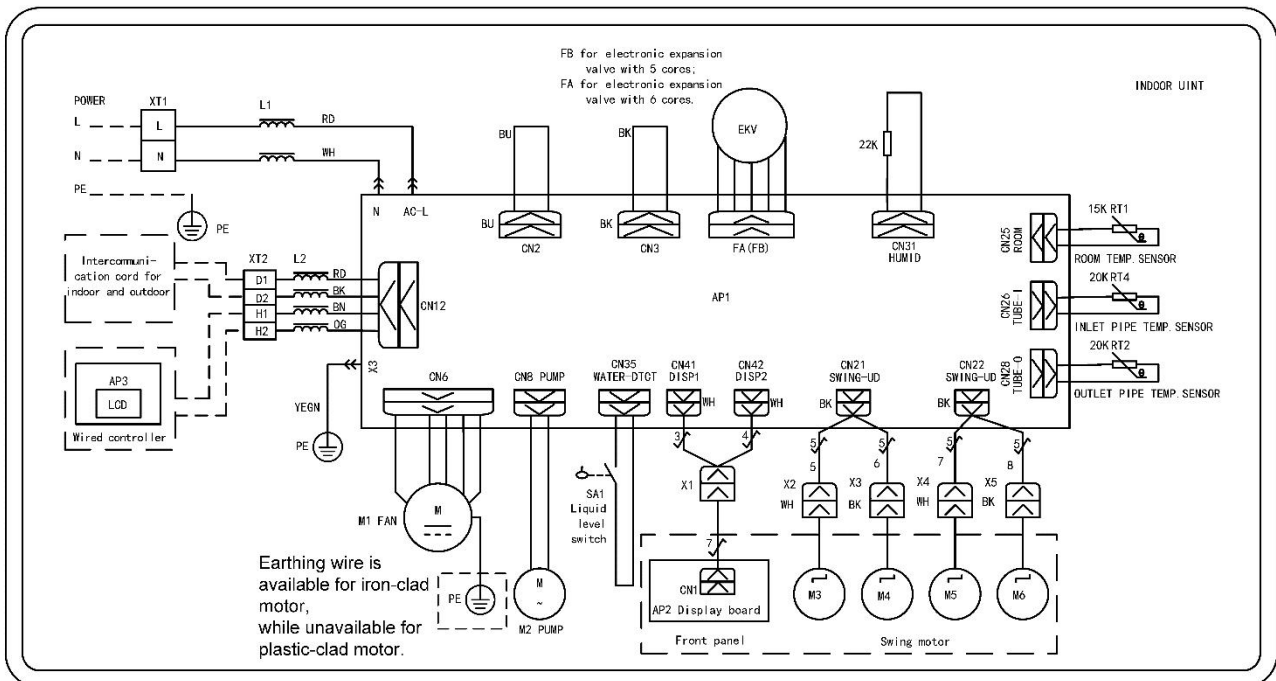 FB for electronic expansion
valve with 5 cores;
FA for electronic expansion
valve with 6 cores.
INDOOR UINT
POWER
XT1
L1
L
L
RD
N
N
WH
PE
PE
N
AC-L
BU
BU
CN2
BK
BK
CN3
EKV
FA(FB)
22K
CN31
HUMID
CN25
ROOM
15K RT1
ROOM TEMP.SENSOR
CN26
TUBE-I
20K RT4
INLET PIPE TEMP.SENSOR
CN28
TUBE-O
20K RT2
OUTLET PIPE TEMP.SENSOR
AP1
Intercommuni-
cation cord for
indoor and outdoor
XT2
L2
D1
RD
D2
BK
H1
BN
H2
OG
CN12
AP3
LCD
Wired controller
X3
YEGN
PE
CN6
CN8 PUMP
CN35
WATER-DTCT
CN41
DISP1
CN42
DISP2
CN21
SWING-UD
CN22
SWING-UD
WH
WH
BK
BK
3
4
5
5
5
5
5
6
7
8
X1
X2
WH
X3
BK
X4
WH
X5
BK
SA1
Liquid
level
switch
M1 FAN
M
PE
M
~
M2 PUMP
Earthing wire is
available for iron-clad
motor,
while unavailable for
plastic-clad motor.
7
CN1
AP2 Display board
Front panel
M3
M4
M5
M6
Swing motor